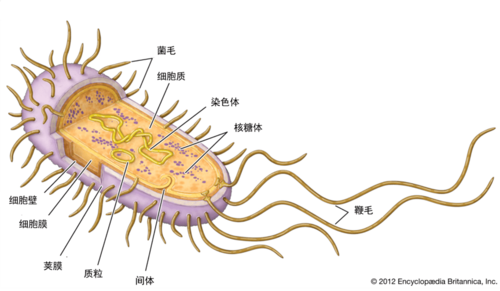 菌毛
细胞质
染色体
核糖体
细胞壁
细胞膜
鞭毛
荚膜
质粒
间体
© 2012 Encyclopædia Britannica, Inc.